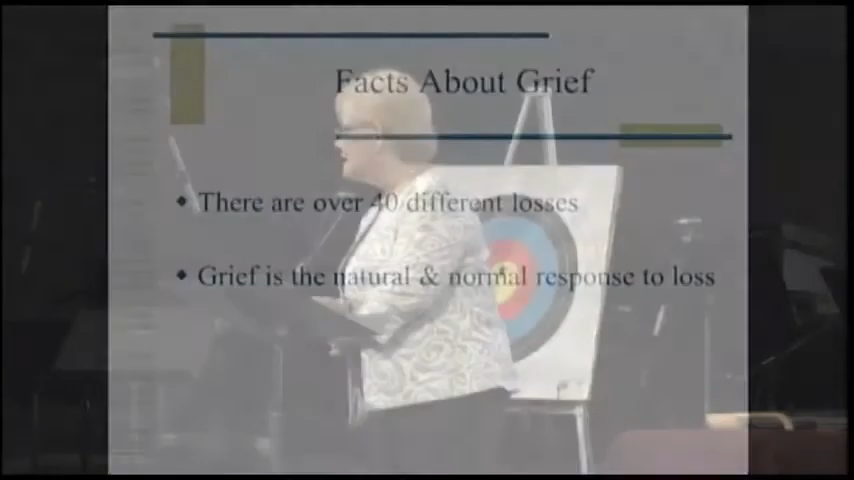 Facts About Grief
There are over 40 different losses
Grief is the natural & normal response to loss